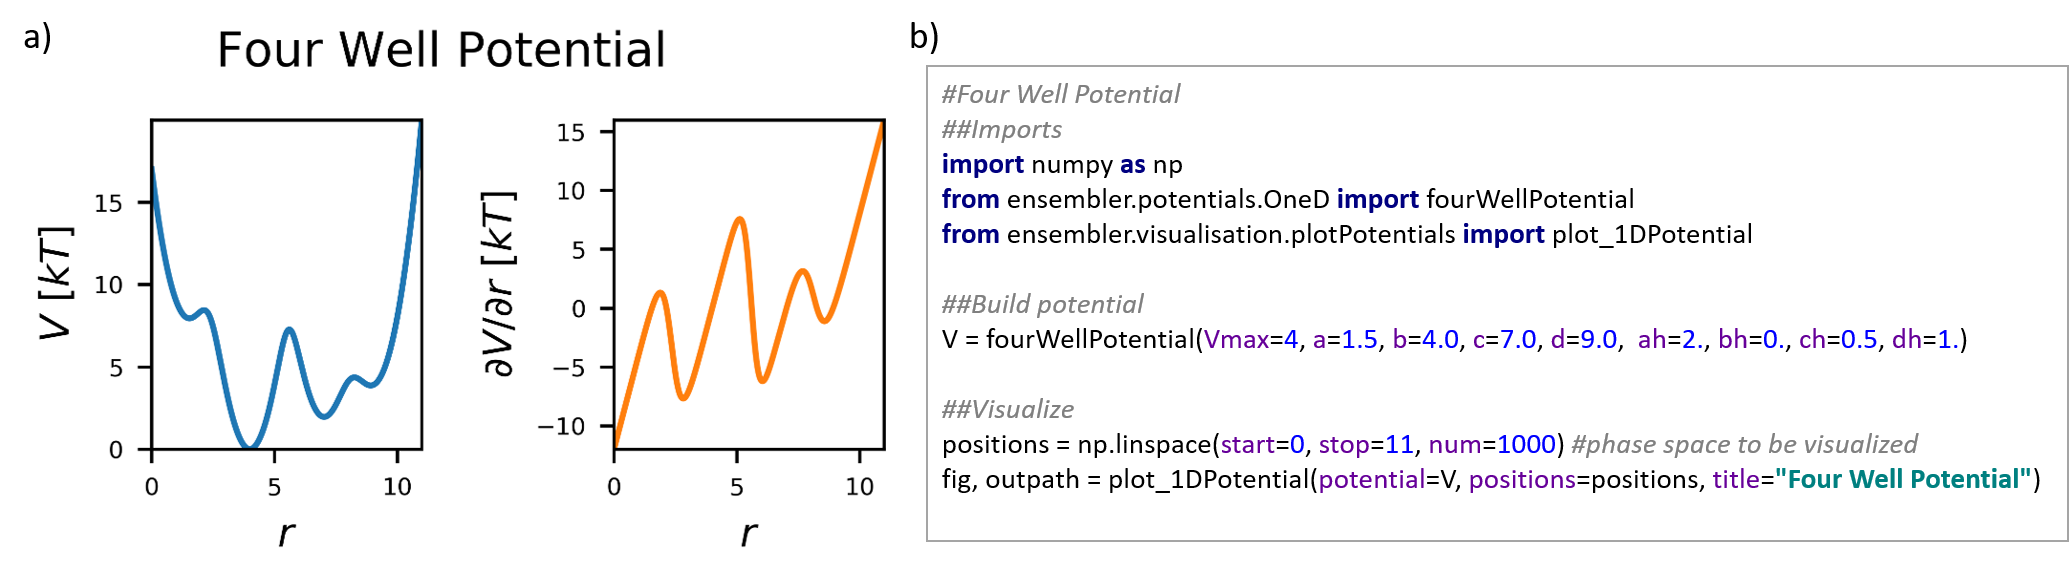 a)
Four Well Potential
V [kT]
15
10
5
0
0 5 10
r
∂V/∂r [kT]
15
10
5
0
−5
−10
0 5 10
r
b)
#Four Well Potential
##Imports
import numpy as np
from ensembler.potentials.OneD import fourWellPotential
from ensembler.visualisation.plotPotentials import plot_1DPotential
##Build potential
V = fourWellPotential(Vmax=4, a=1.5, b=4.0, c=7.0, d=9.0,  ah=2., bh=0., ch=0.5, dh=1.)
##Visualize
positions = np.linspace(start=0, stop=11, num=1000) #phase space to be visualized
fig, outpath = plot_1DPotential(potential=V, positions=positions, title="Four Well Potential")